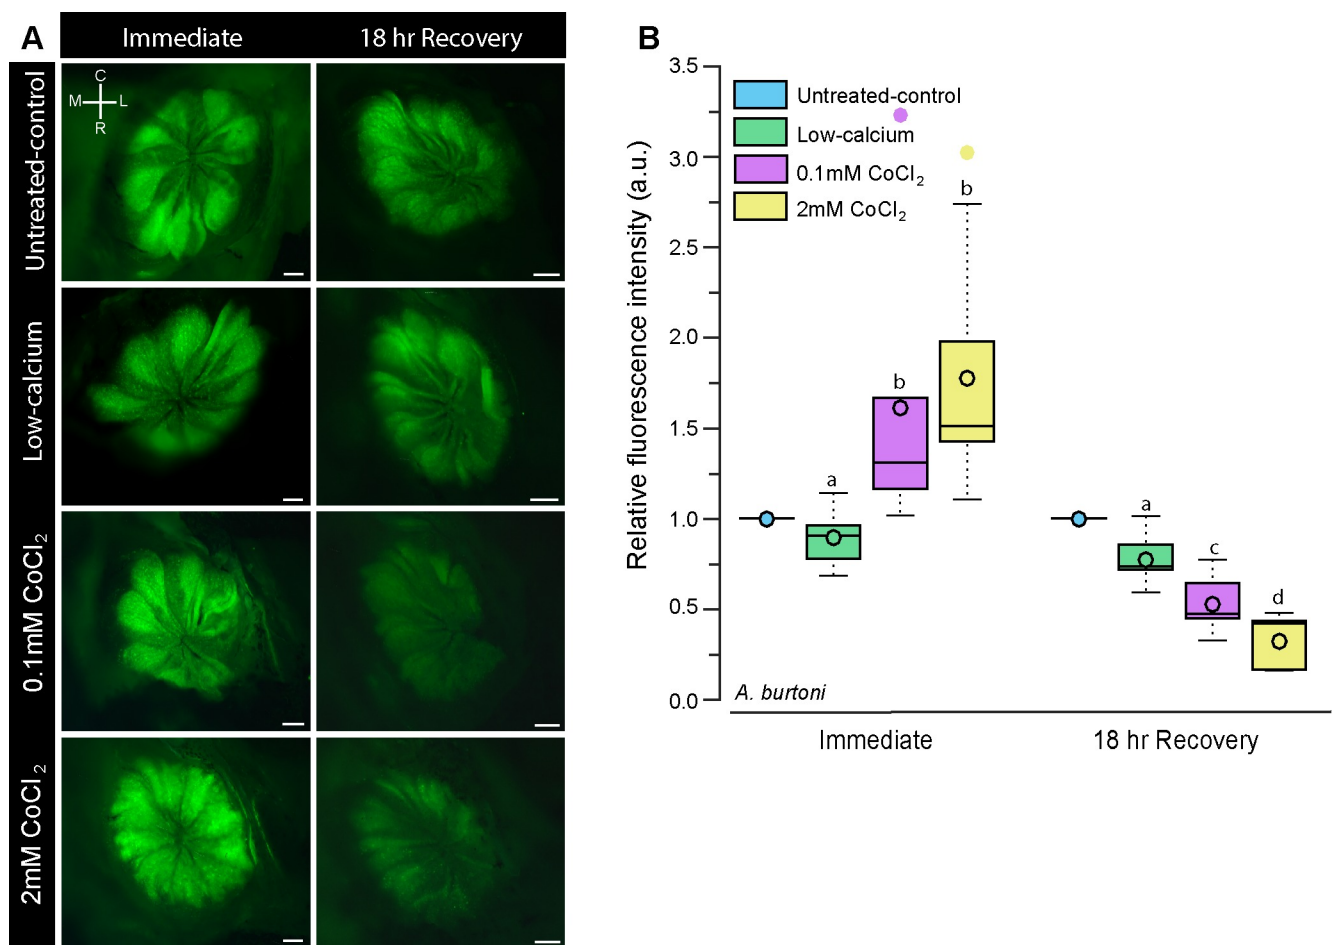 A
Immediate
18 hr Recovery
Untreated-control
C
M
L
R
Low-calcium
0.1mM CoCl₂
2mM CoCl₂
B
Relative fluorescence intensity (a.u.)
3.5
3.0
2.5
2.0
1.5
1.0
0.5
0.0
Untreated-control
Low-calcium
0.1mM CoCl₂
2mM CoCl₂
a
b
b
a
c
d
A. burtoni
Immediate
18 hr Recovery